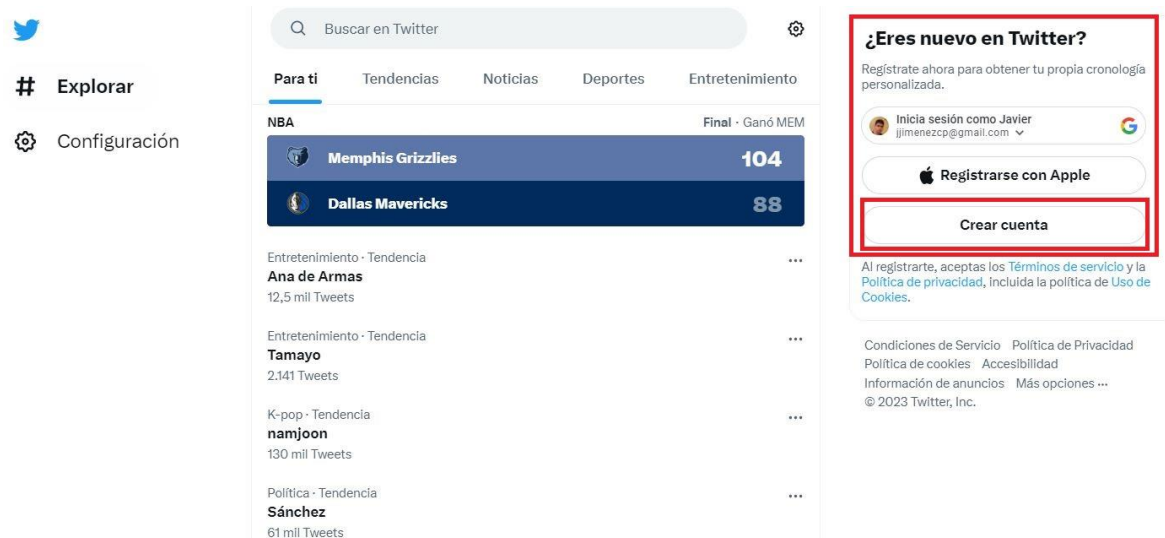 Explorar
Configuración
Buscar en Twitter
Para ti Tendencias Noticias Deportes Entretenimiento
NBA Final · Ganó MEM
Memphis Grizzlies 104
Dallas Mavericks 88
Entretenimiento · Tendencia
Ana de Armas
12,5 mil Tweets
Entretenimiento · Tendencia
Tamayo
2.141 Tweets
K-pop · Tendencia
namjoon
130 mil Tweets
Política · Tendencia
Sánchez
61 mil Tweets
¿Eres nuevo en Twitter?
Regístrate ahora para obtener tu propia cronología
personalizada.
Inicia sesión como Javier
jjimenezcp@gmail.com
Registrarse con Apple
Crear cuenta
Al registrarte, aceptas los Términos de servicio y la
Política de privacidad, incluida la política de Uso de
Cookies.
Condiciones de Servicio Política de Privacidad
Política de cookies Accesibilidad
Información de anuncios Más opciones ···
© 2023 Twitter, Inc.